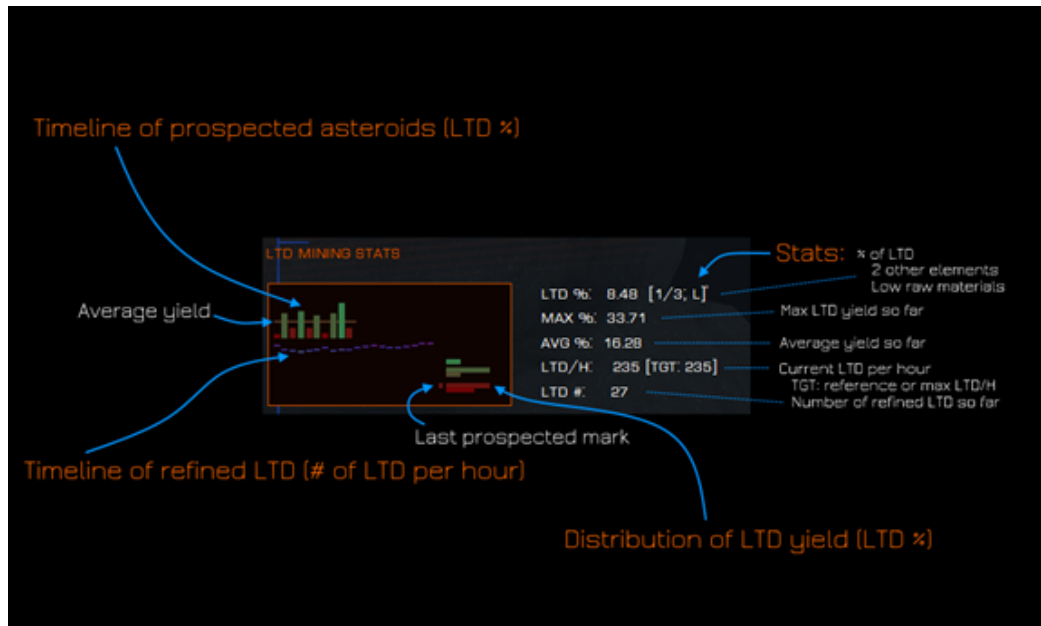 Timeline of prospected asteroids (LTD %)
LTD MINING STATS
Stats: % of LTD
2 other elements
Low raw materials
LTD %: 8.48 [1/3; L]
Max LTD yield so far
Average yield
MAX %: 33.71
AVG %: 16.28
Average yield so far
LTD/H: 235 [TGT: 235]
Current LTD per hour
TGT: reference or max LTD/H
LTD #: 27
Number of refined LTD so far
Last prospected mark
Timeline of refined LTD (# of LTD per hour)
Distribution of LTD yield (LTD %)